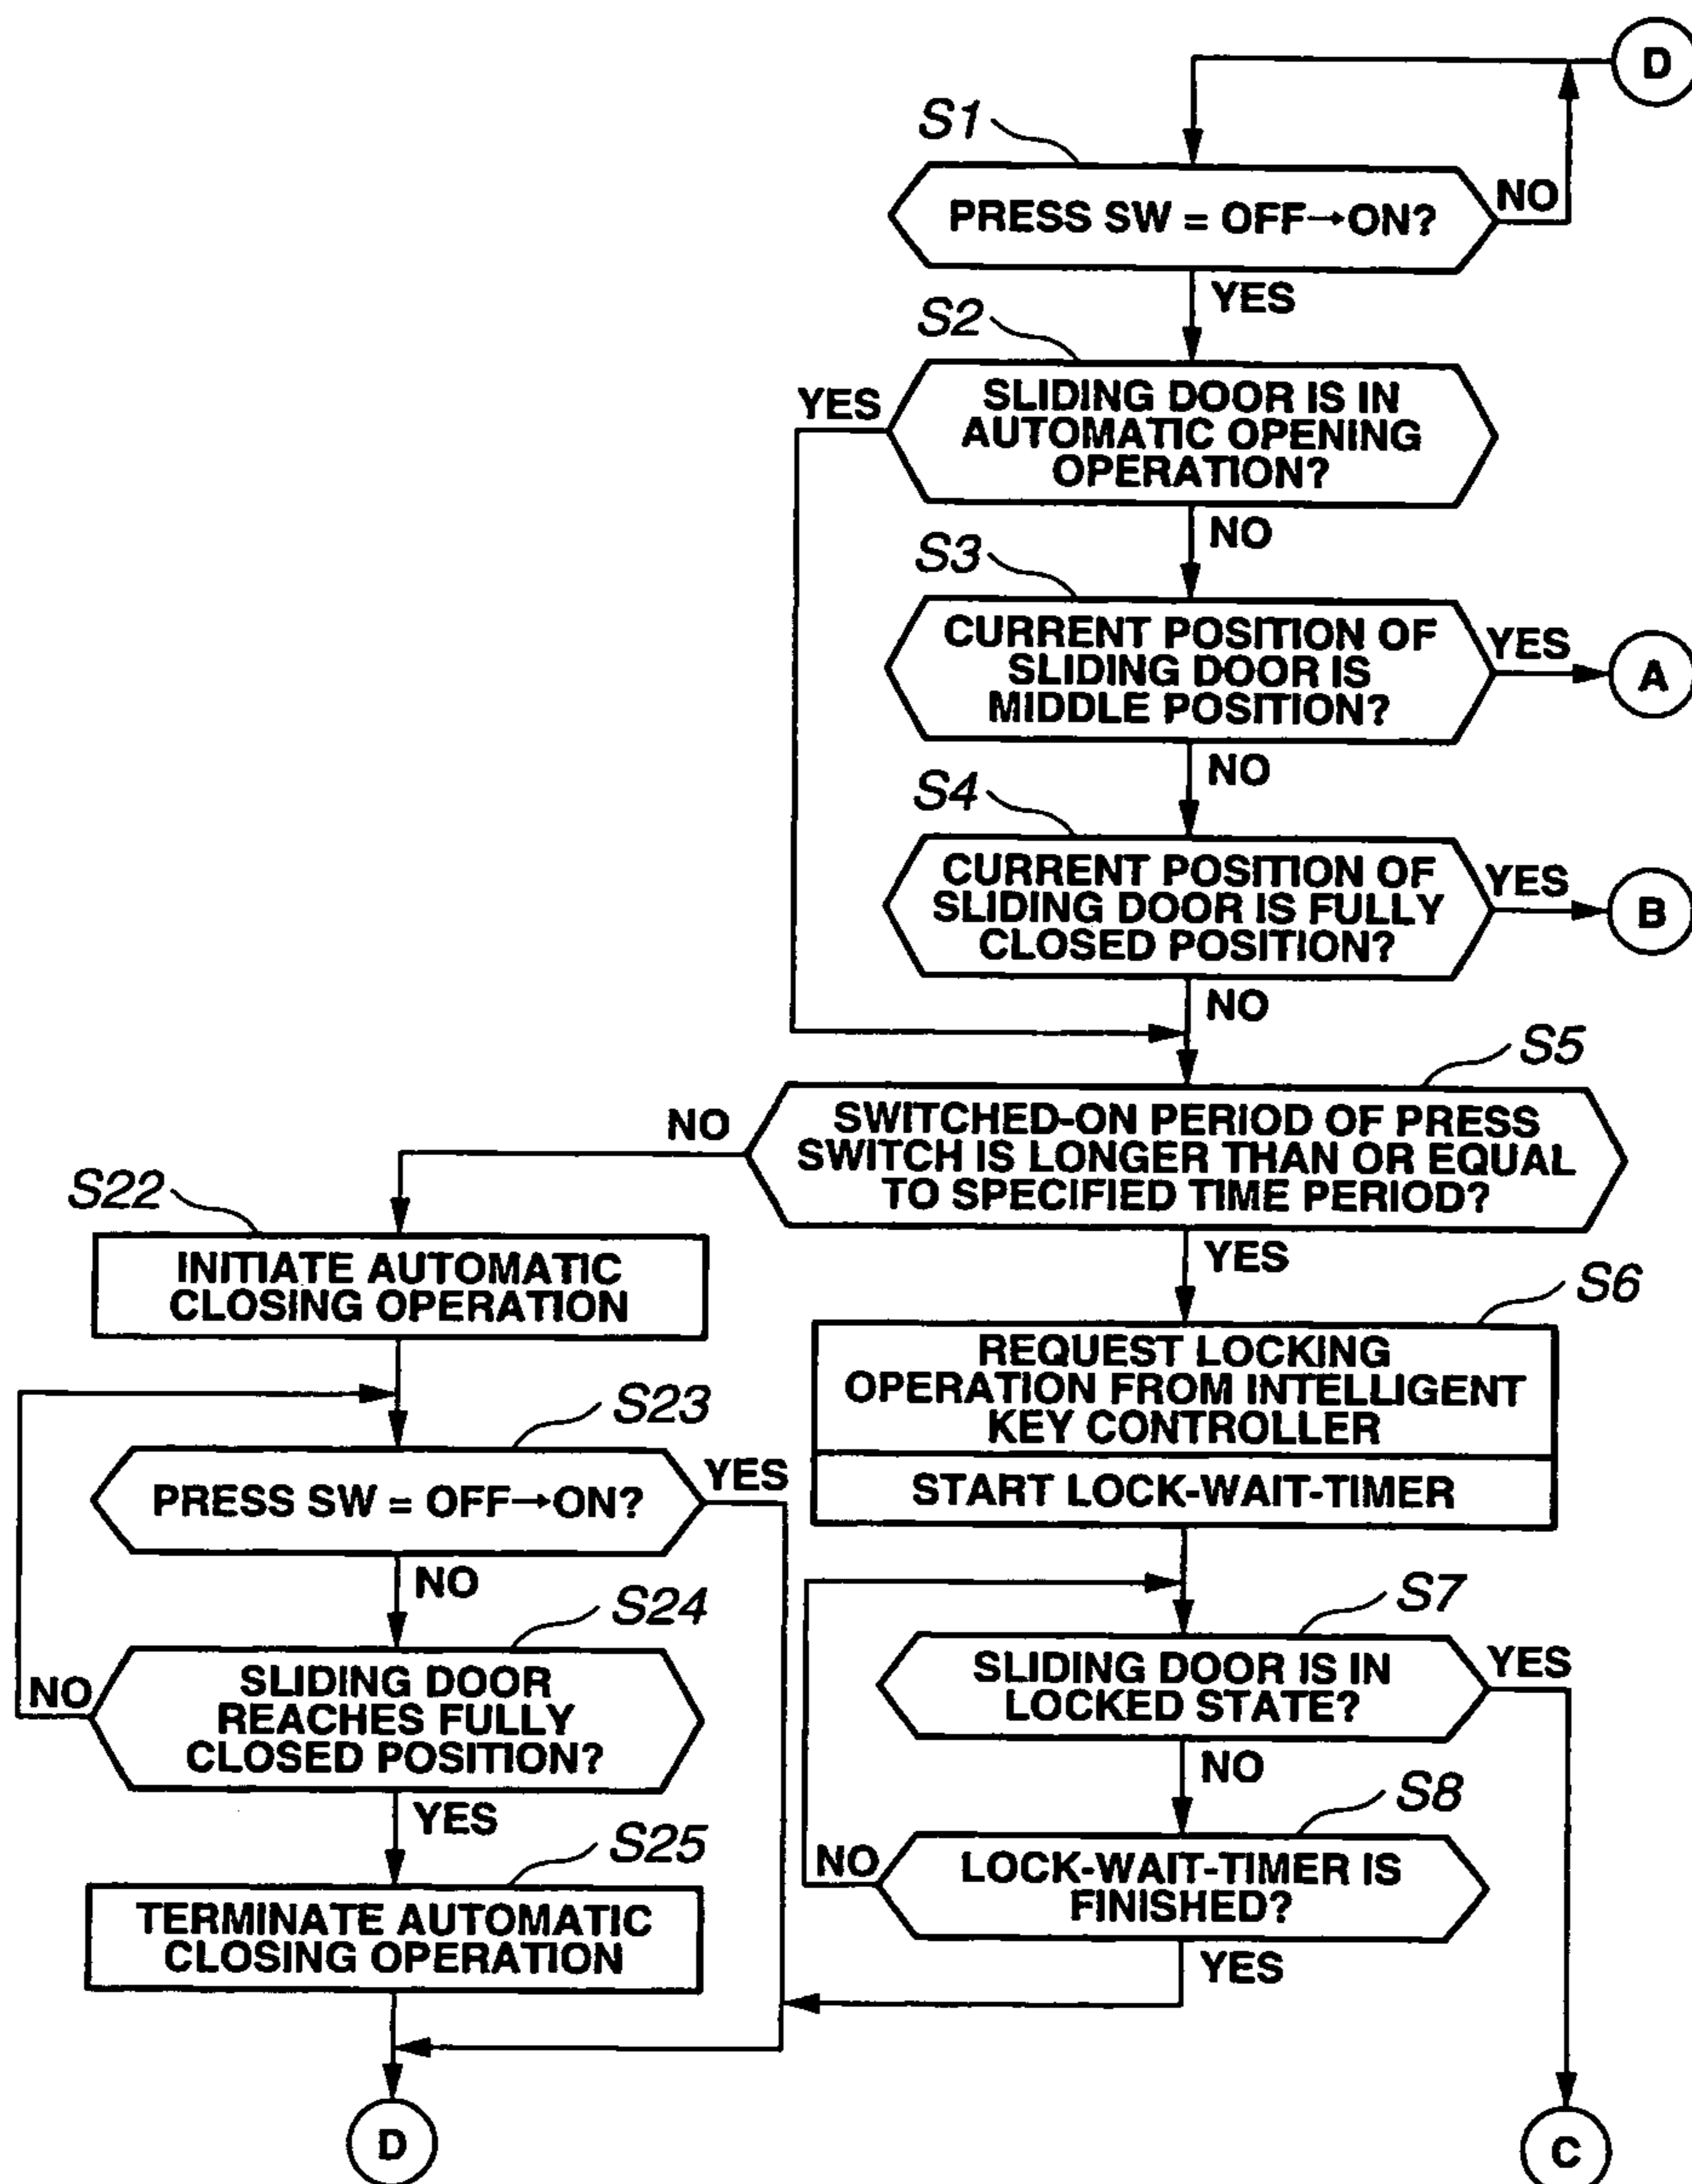 D
S1
PRESS SW = OFF→ON?
NO
YES
S2
SLIDING DOOR IS IN
AUTOMATIC OPENING
OPERATION?
YES
NO
S3
CURRENT POSITION OF
SLIDING DOOR IS
MIDDLE POSITION?
YES
A
NO
S4
CURRENT POSITION OF
SLIDING DOOR IS FULLY
CLOSED POSITION?
YES
B
NO
S5
SWITCHED-ON PERIOD OF PRESS
SWITCH IS LONGER THAN OR EQUAL
TO SPECIFIED TIME PERIOD?
NO
YES
S22
INITIATE AUTOMATIC
CLOSING OPERATION
S6
REQUEST LOCKING
OPERATION FROM INTELLIGENT
KEY CONTROLLER
START LOCK-WAIT-TIMER
S23
PRESS SW = OFF→ON?
YES
NO
S24
SLIDING DOOR
REACHES FULLY
CLOSED POSITION?
NO
YES
S25
TERMINATE AUTOMATIC
CLOSING OPERATION
S7
SLIDING DOOR IS IN
LOCKED STATE?
YES
NO
S8
LOCK-WAIT-TIMER IS
FINISHED?
NO
YES
D
C